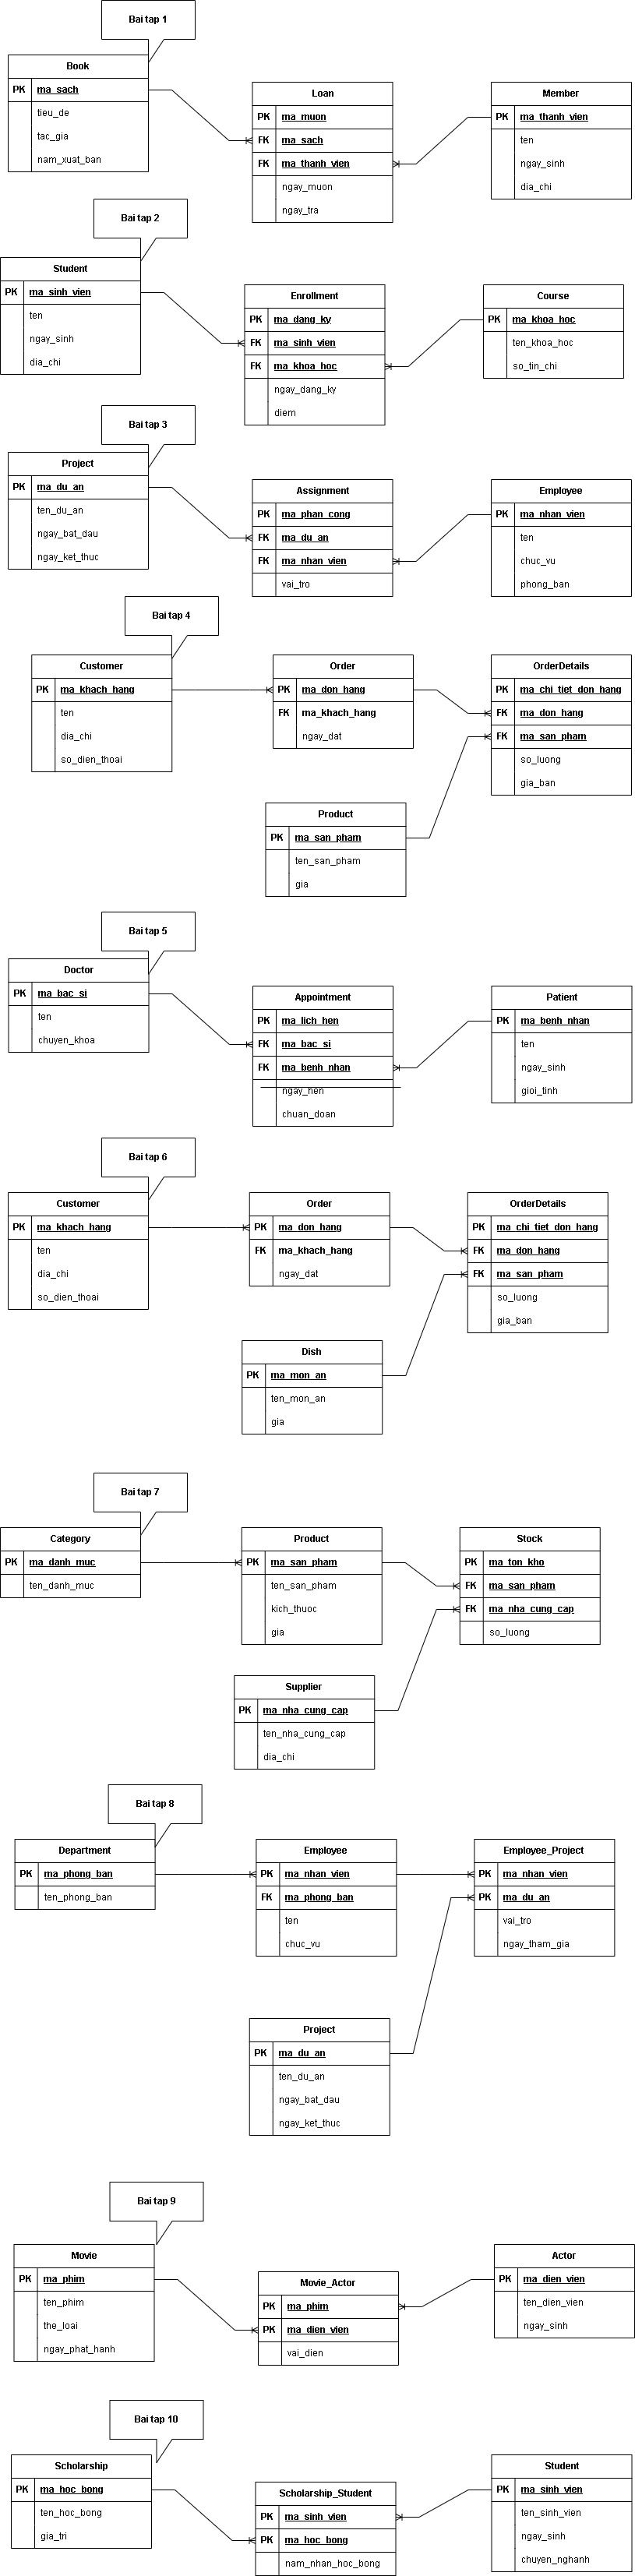 Bai tap 1
Book
PK ma_sach
tieu_de
tac_gia
nam_xuat_ban
Loan
PK ma_muon
FK ma_sach
FK ma_thanh_vien
ngay_muon
ngay_tra
Member
PK ma_thanh_vien
ten
ngay_sinh
dia_chi
Bai tap 2
Student
PK ma_sinh_vien
ten
ngay_sinh
dia_chi
Enrollment
PK ma_dang_ky
FK ma_sinh_vien
FK ma_khoa_hoc
ngay_dang_ky
diem
Course
PK ma_khoa_hoc
ten_khoa_hoc
so_tin_chi
Bai tap 3
Project
PK ma_du_an
ten_du_an
ngay_bat_dau
ngay_ket_thuc
Assignment
PK ma_phan_cong
FK ma_du_an
FK ma_nhan_vien
vai_tro
Employee
PK ma_nhan_vien
ten
chuc_vu
phong_ban
Bai tap 4
Customer
PK ma_khach_hang
ten
dia_chi
so_dien_thoai
Order
PK ma_don_hang
FK ma_khach_hang
ngay_dat
OrderDetails
PK ma_chi_tiet_don_hang
FK ma_don_hang
FK ma_san_pham
so_luong
gia_ban
Product
PK ma_san_pham
ten_san_pham
gia
Bai tap 5
Doctor
PK ma_bac_si
ten
chuyen_khoa
Appointment
PK ma_lich_hen
FK ma_bac_si
FK ma_benh_nhan
ngay_hen
chuan_doan
Patient
PK ma_benh_nhan
ten
ngay_sinh
gioi_tinh
Bai tap 6
Customer
PK ma_khach_hang
ten
dia_chi
so_dien_thoai
Order
PK ma_don_hang
FK ma_khach_hang
ngay_dat
OrderDetails
PK ma_chi_tiet_don_hang
FK ma_don_hang
FK ma_san_pham
so_luong
gia_ban
Dish
PK ma_mon_an
ten_mon_an
gia
Bai tap 7
Category
PK ma_danh_muc
ten_danh_muc
Product
PK ma_san_pham
ten_san_pham
kich_thuoc
gia
Stock
PK ma_ton_kho
FK ma_san_pham
FK ma_nha_cung_cap
so_luong
Supplier
PK ma_nha_cung_cap
ten_nha_cung_cap
dia_chi
Bai tap 8
Department
PK ma_phong_ban
ten_phong_ban
Employee
PK ma_nhan_vien
FK ma_phong_ban
ten
chuc_vu
Employee_Project
PK ma_nhan_vien
PK ma_du_an
vai_tro
ngay_tham_gia
Project
PK ma_du_an
ten_du_an
ngay_bat_dau
ngay_ket_thuc
Bai tap 9
Movie
PK ma_phim
ten_phim
the_loai
ngay_phat_hanh
Movie_Actor
PK ma_phim
PK ma_dien_vien
vai_dien
Actor
PK ma_dien_vien
ten_dien_vien
ngay_sinh
Bai tap 10
Scholarship
PK ma_hoc_bong
ten_hoc_bong
gia_tri
Scholarship_Student
PK ma_sinh_vien
PK ma_hoc_bong
nam_nhan_hoc_bong
Student
PK ma_sinh_vien
ten_sinh_vien
ngay_sinh
chuyen_nghanh